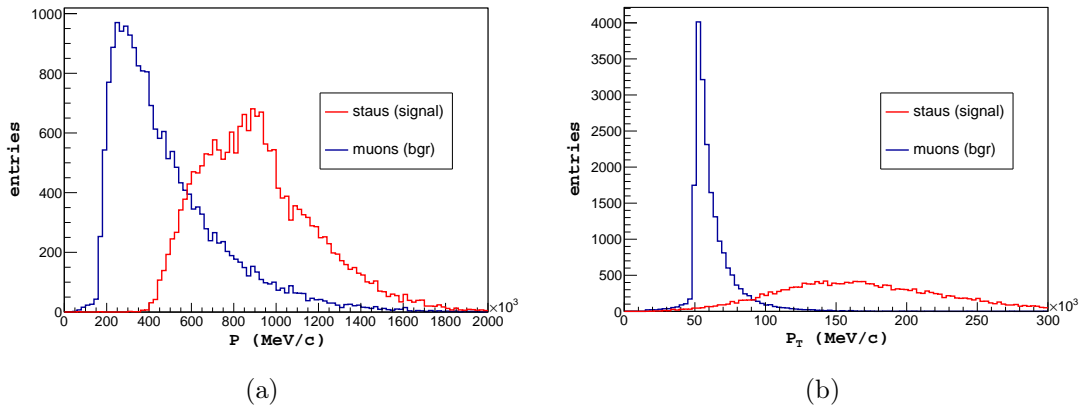 1000
800
600
400
200
0
entries
staus (signal)
muons (bgr)
0 200 400 600 800 1000 1200 1400 1600 1800 2000
×10³
P (MeV/c)
(a)
4000
3500
3000
2500
2000
1500
1000
500
0
entries
staus (signal)
muons (bgr)
0 50 100 150 200 250 300
×10³
P_T (MeV/c)
(b)